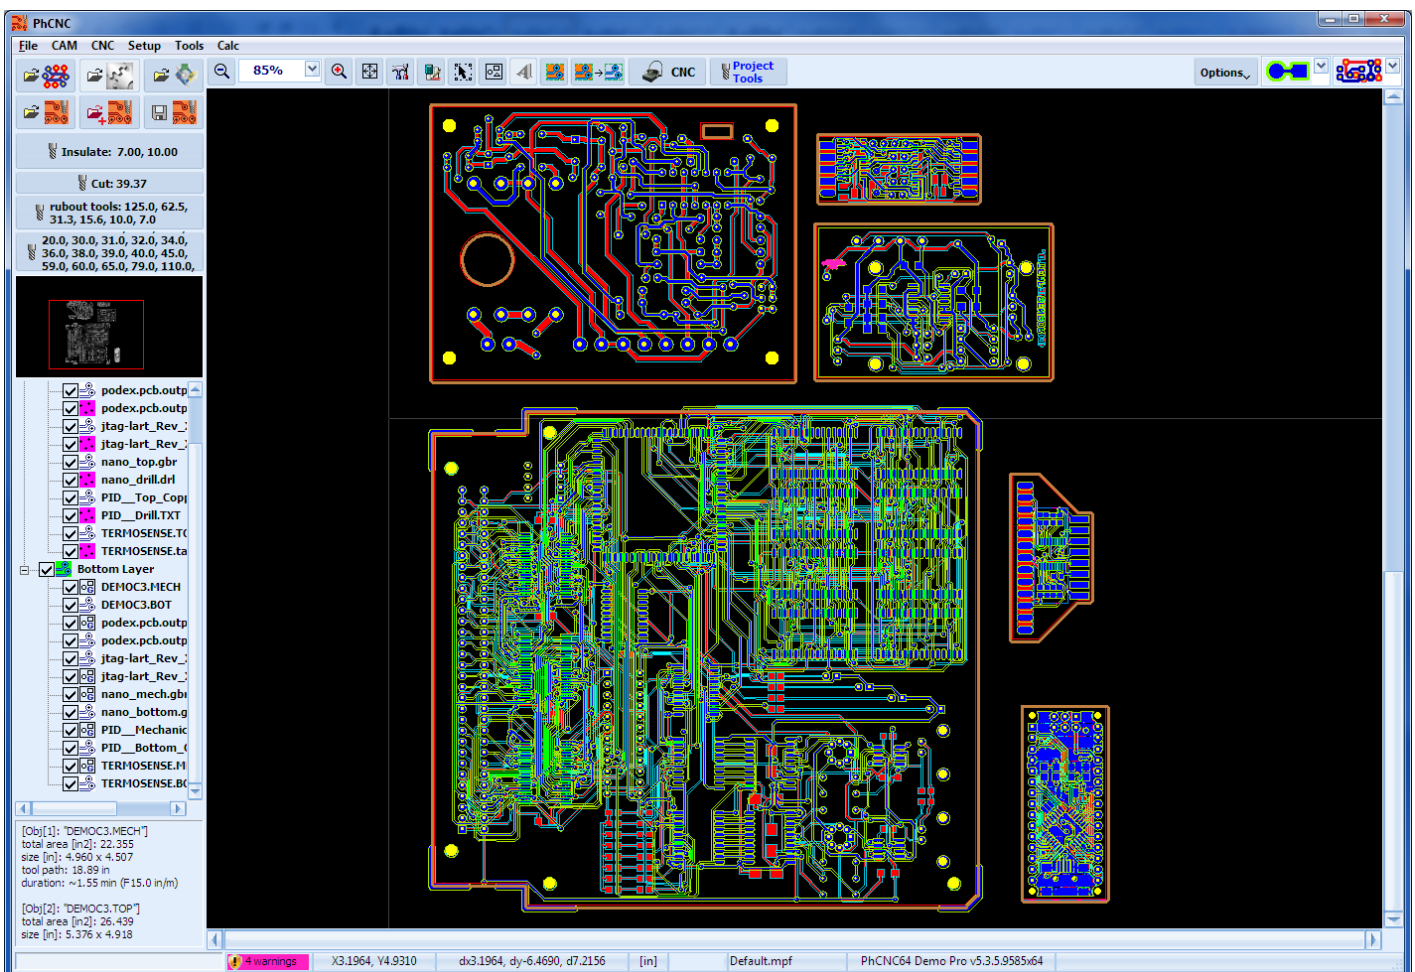 PhCNC
File CAM CNC Setup Tools Calc
85%
CNC
Project
Tools
Options
Insulate: 7.00, 10.00
Cut: 39.37
rubout tools: 125.0, 62.5,
31.3, 15.6, 10.0, 7.0
20.0, 30.0, 31.0, 32.0, 34.0,
36.0, 38.0, 39.0, 40.0, 45.0,
59.0, 60.0, 65.0, 79.0, 110.0,
podex.pcb.outp
podex.pcb.outp
jtag-lart_Rev_
jtag-lart_Rev_
nano_top.gbr
nano_drill.drl
PID__Top_Cop
PID__Drill.TXT
TERMOSENSE.TO
TERMOSENSE.ta
Bottom Layer
DEMOC3.MECH
DEMOC3.BOT
podex.pcb.outp
podex.pcb.outp
jtag-lart_Rev_
jtag-lart_Rev_
nano_mech.gb
nano_bottom.g
PID__Mechanic
PID__Bottom_
TERMOSENSE.M
TERMOSENSE.BO
[Obj[1]: "DEMOC3.MECH"]
total area [in2]: 22.355
size [in]: 4.960 x 4.507
tool path: 18.89 in
duration: ~1.55 min (F15.0 in/m)
[Obj[2]: "DEMOC3.TOP"]
total area [in2]: 26.439
size [in]: 5.376 x 4.918
4 warnings
X3.1964, Y4.9310
dx3.1964, dy-6.4690, d7.2156
[in]
Default.mpf
PhCNC64 Demo Pro v5.3.5.9585x64